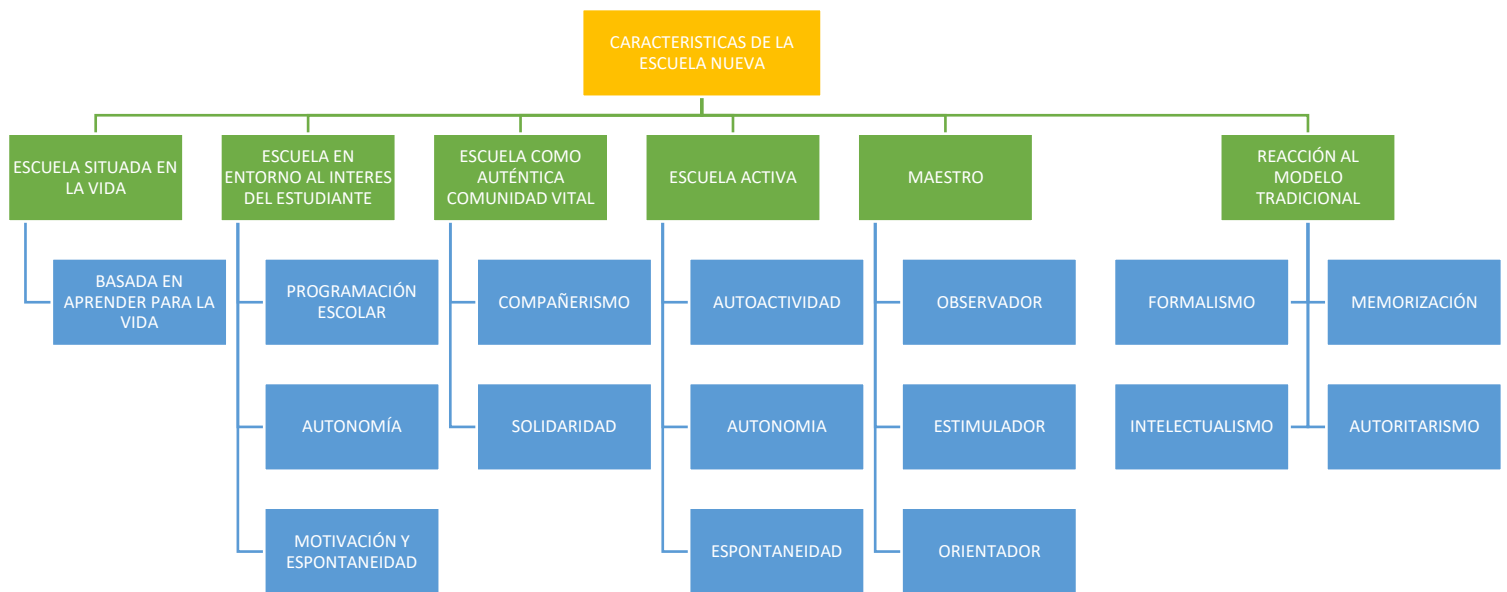 CARACTERISTICAS DE LA
ESCUELA NUEVA
ESCUELA SITUADA EN
LA VIDA
BASADA EN
APRENDER PARA LA
VIDA
ESCUELA EN
ENTORNO AL INTERES
DEL ESTUDIANTE
PROGRAMACIÓN
ESCOLAR
AUTONOMÍA
MOTIVACIÓN Y
ESPONTANEIDAD
ESCUELA COMO
AUTÉNTICA
COMUNIDAD VITAL
COMPAÑERISMO
SOLIDARIDAD
ESCUELA ACTIVA
AUTOACTIVIDAD
AUTONOMIA
ESPONTANEIDAD
MAESTRO
OBSERVADOR
ESTIMULADOR
ORIENTADOR
REACCIÓN AL
MODELO
TRADICIONAL
FORMALISMO
MEMORIZACIÓN
INTELECTUALISMO
AUTORITARISMO